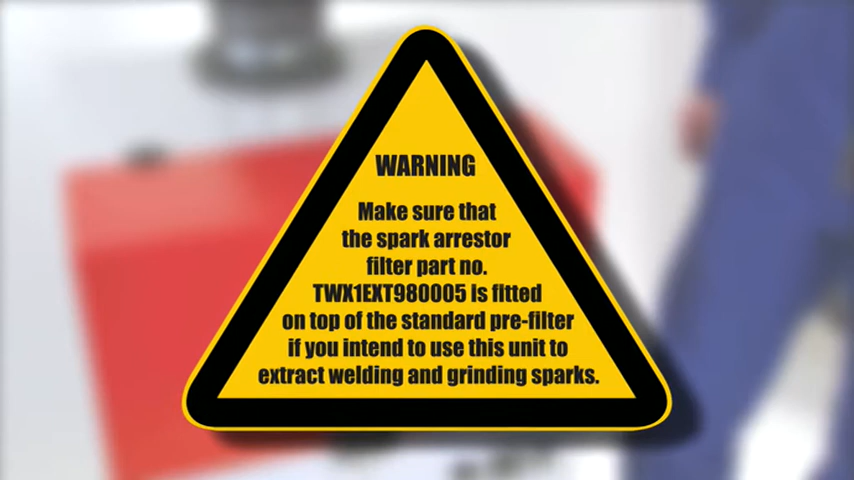 WARNING
Make sure that
the spark arrestor
filter part no.
TWX1EXT980005 is fitted
on top of the standard pre-filter
if you intend to use this unit to
extract welding and grinding sparks.